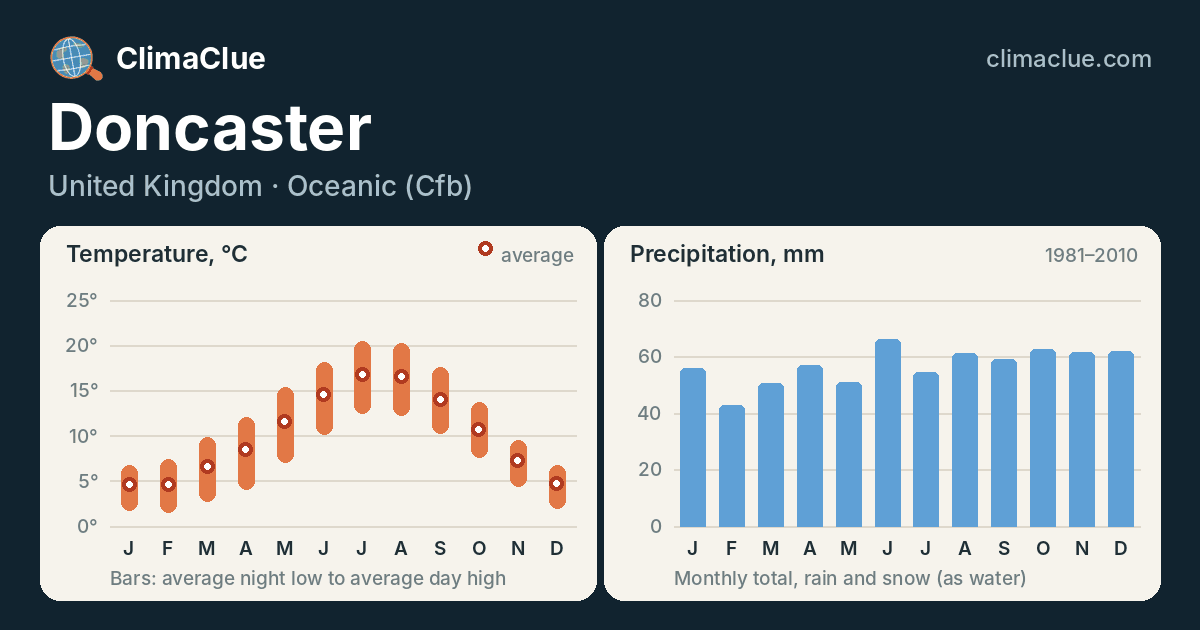 ClimaClue
climaclue.com
Doncaster
United Kingdom · Oceanic (Cfb)
Temperature, °C
average
25°
20°
15°
10°
5°
0°
J F M A M J J A S O N D
Bars: average night low to average day high
Precipitation, mm
1981–2010
80
60
40
20
0
J F M A M J J A S O N D
Monthly total, rain and snow (as water)